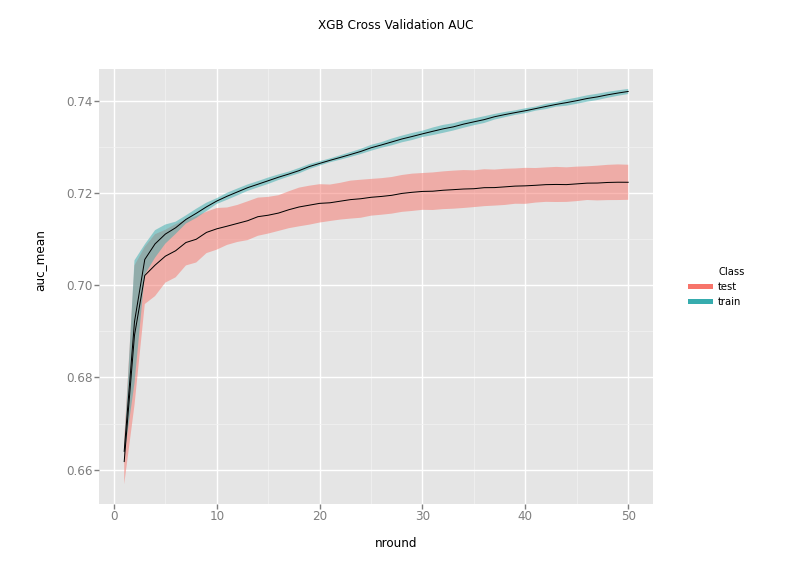 XGB Cross Validation AUC
auc_mean
0.74
0.72
0.70
0.68
0.66
0
10
20
30
40
50
nround
Class
test
train